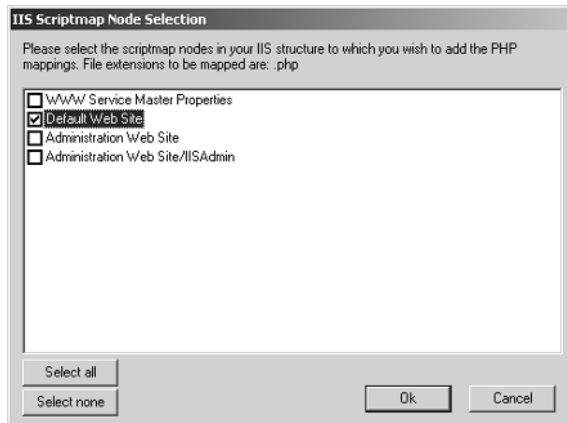 IIS Scriptmap Node Selection
Please select the scriptmap nodes in your IIS structure to which you wish to add the PHP
mappings. File extensions to be mapped are: .php
WWW Service Master Properties
Default Web Site
Administration Web Site
Administration Web Site/IISAdmin
Select all
Select none
Ok
Cancel